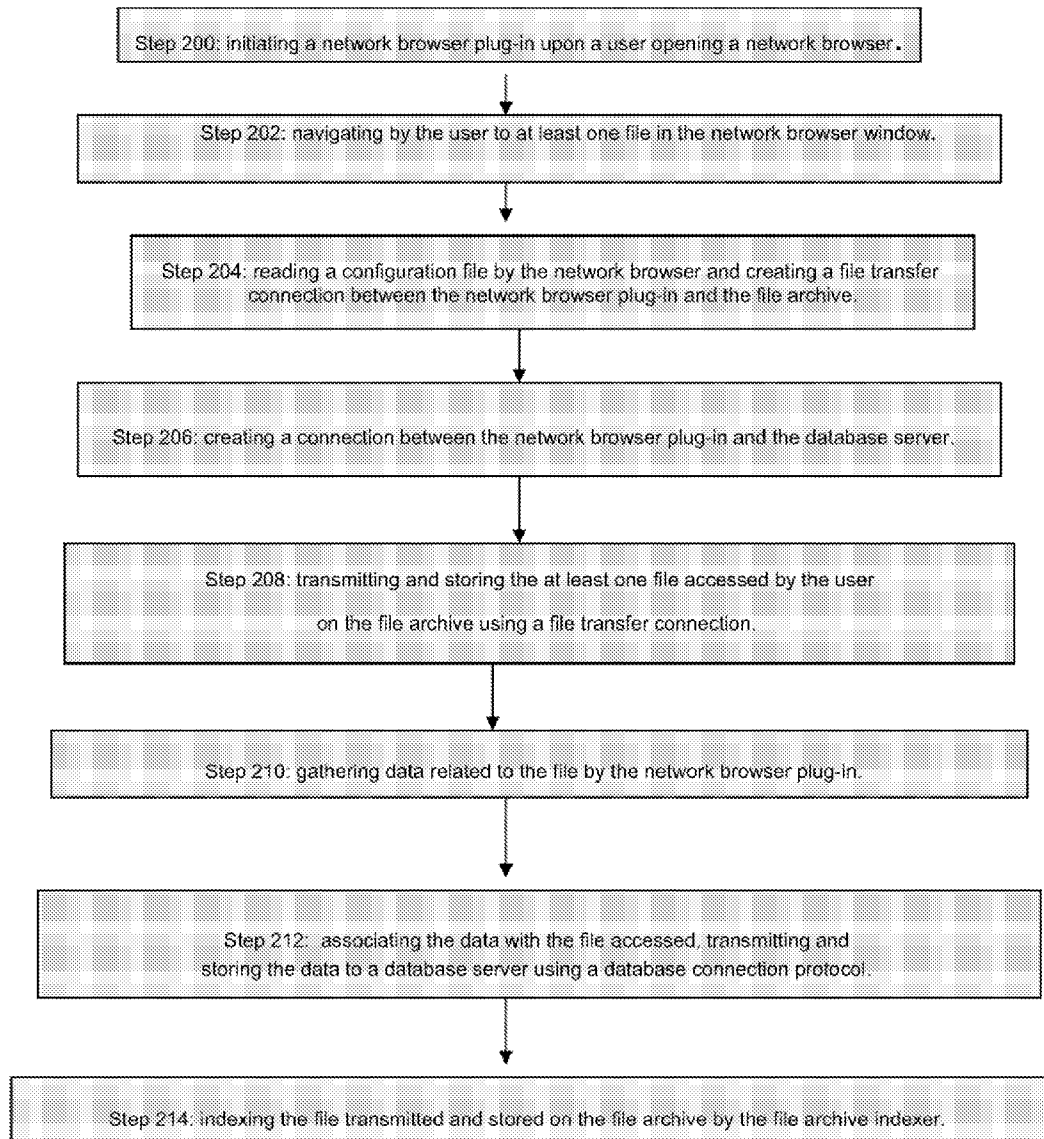 Step 200: initiating a network browser plug-in upon a user opening a network browser.
Step 202: navigating by the user to at least one file in the network browser window.
Step 204: reading a configuration file by the network browser and creating a file transfer
connection between the network browser plug-in and the file archive.
Step 206: creating a connection between the network browser plug-in and the database server.
Step 208: transmitting and storing the at least one file accessed by the user
on the file archive using a file transfer connection.
Step 210: gathering data related to the file by the network browser plug-in.
Step 212: associating the data with the file accessed, transmitting and
storing the data to a database server using a database connection protocol.
Step 214: indexing the file transmitted and stored on the file archive by the file archive indexer.